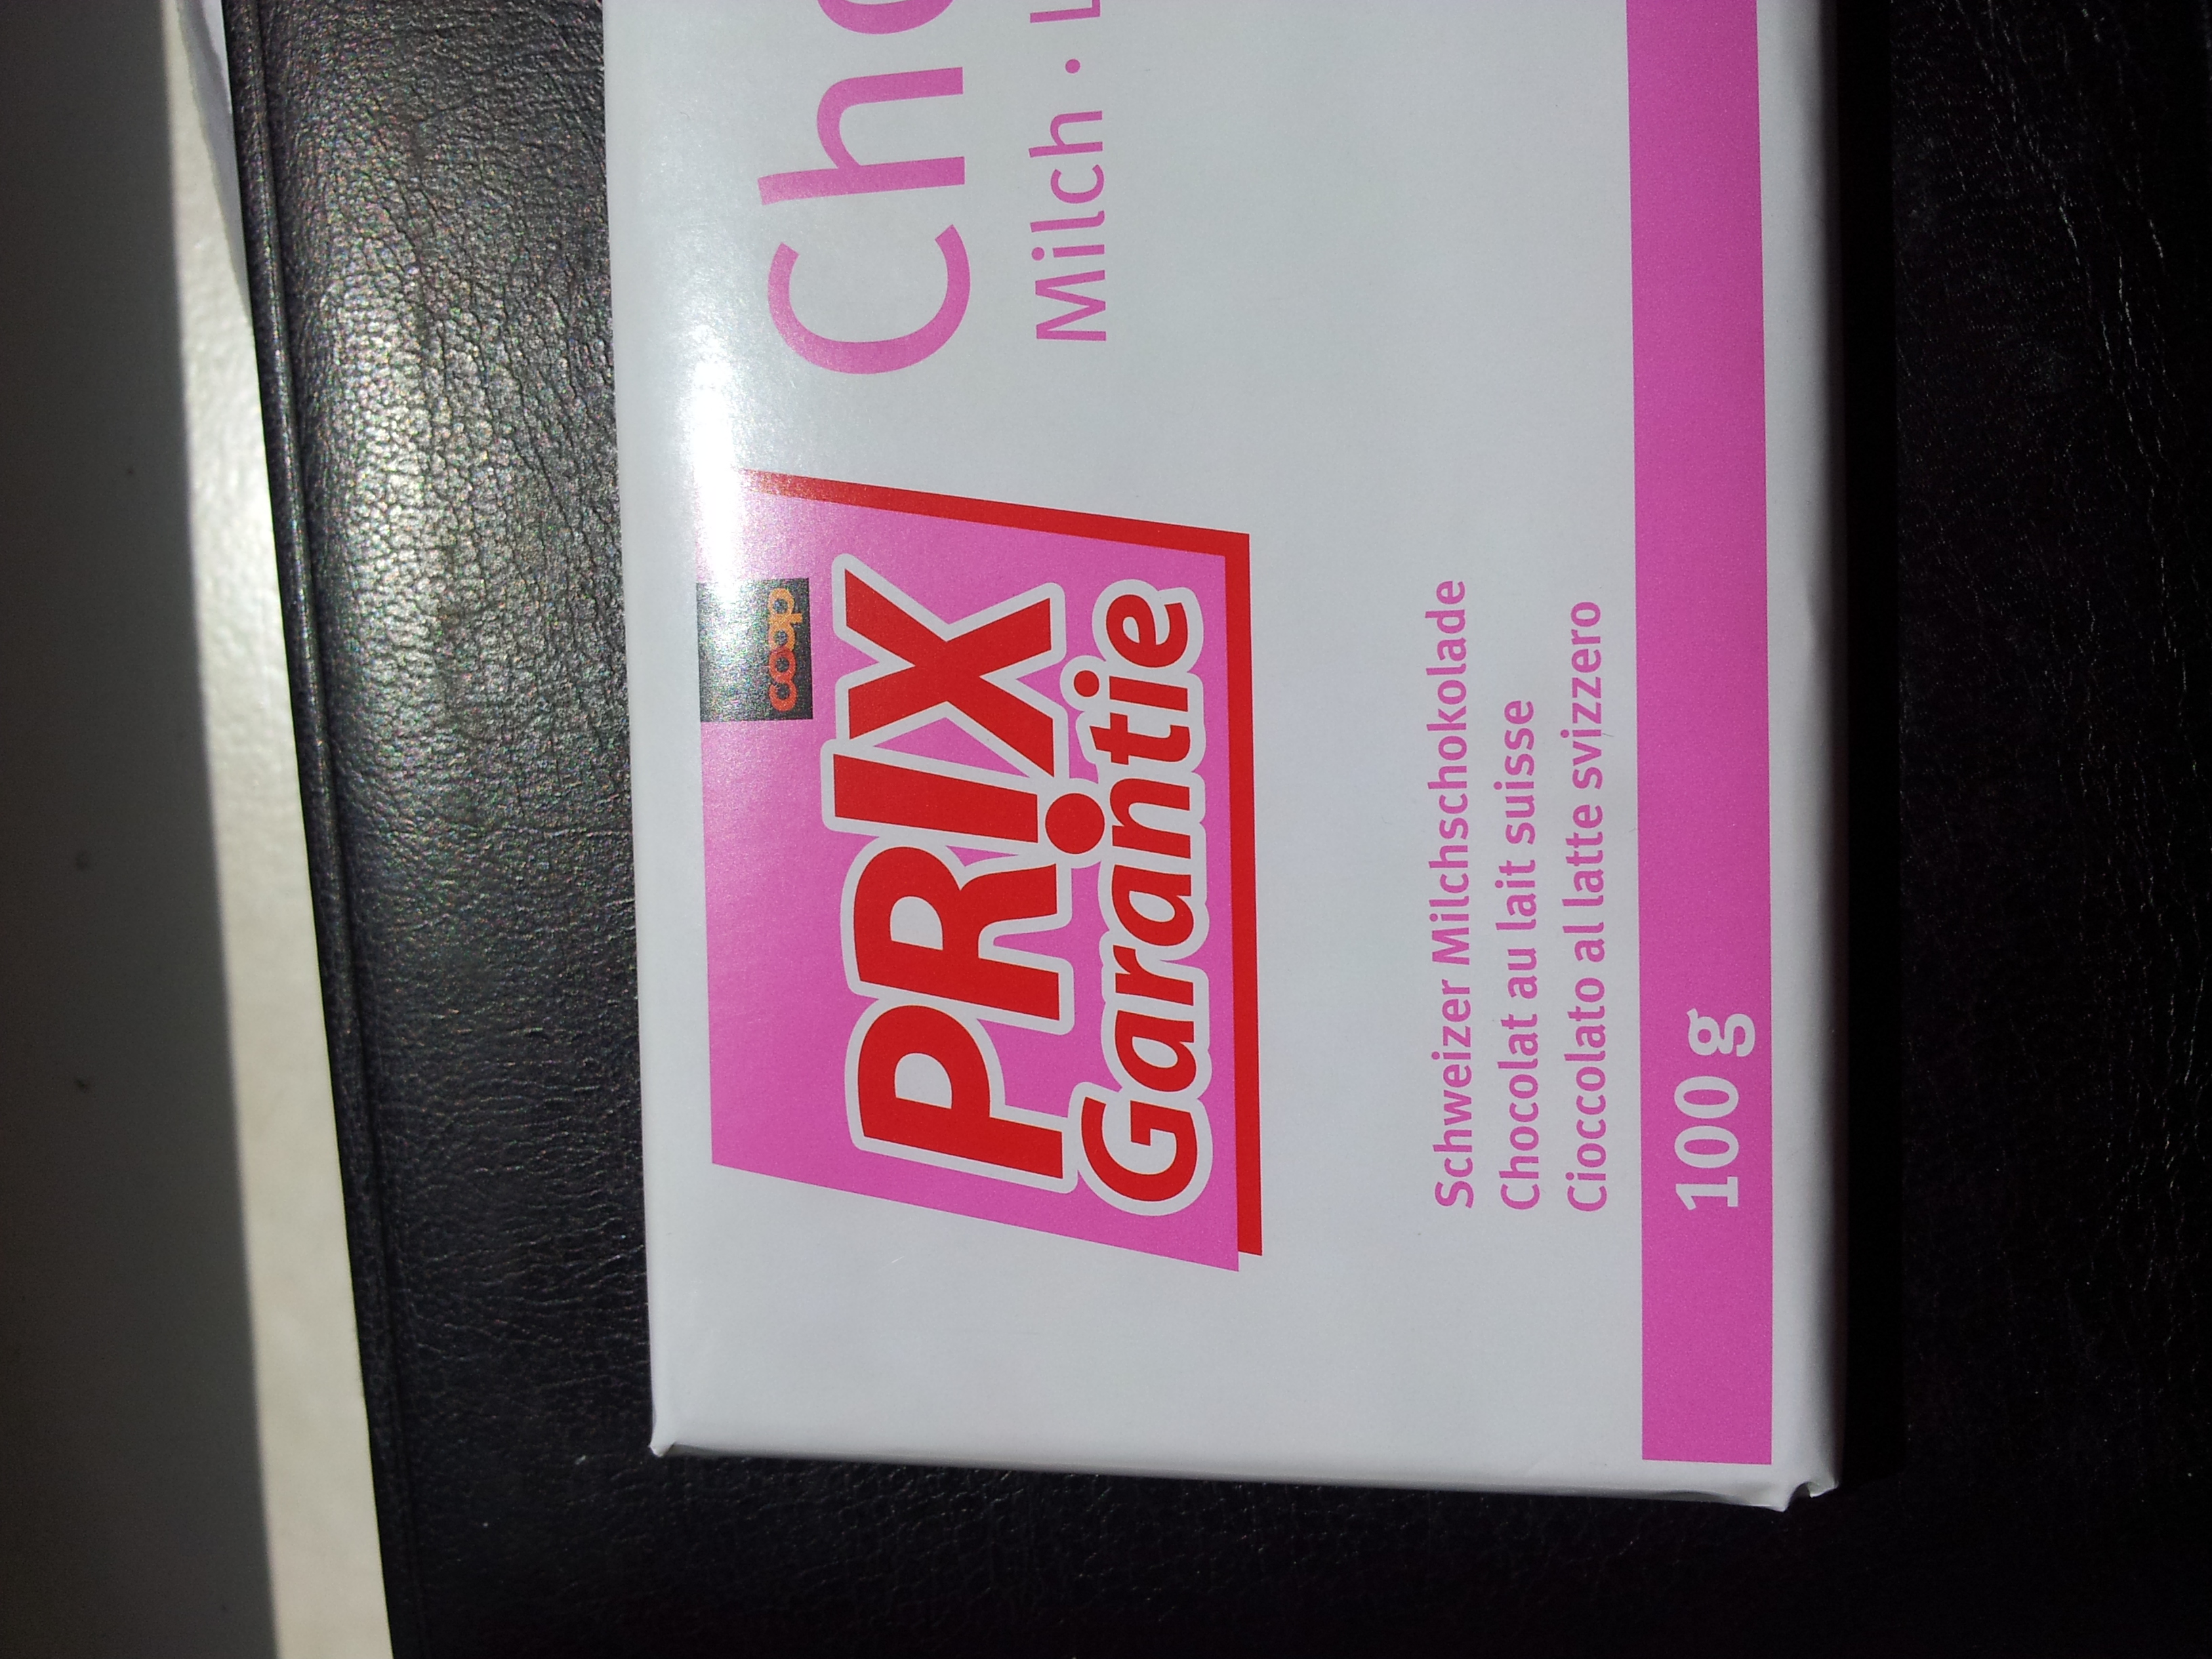 coop
PRIX
Garantie
Milch ·
Schweizer Milchschokolade
Chocolat au lait suisse
Cioccolato al latte svizzero
100 g